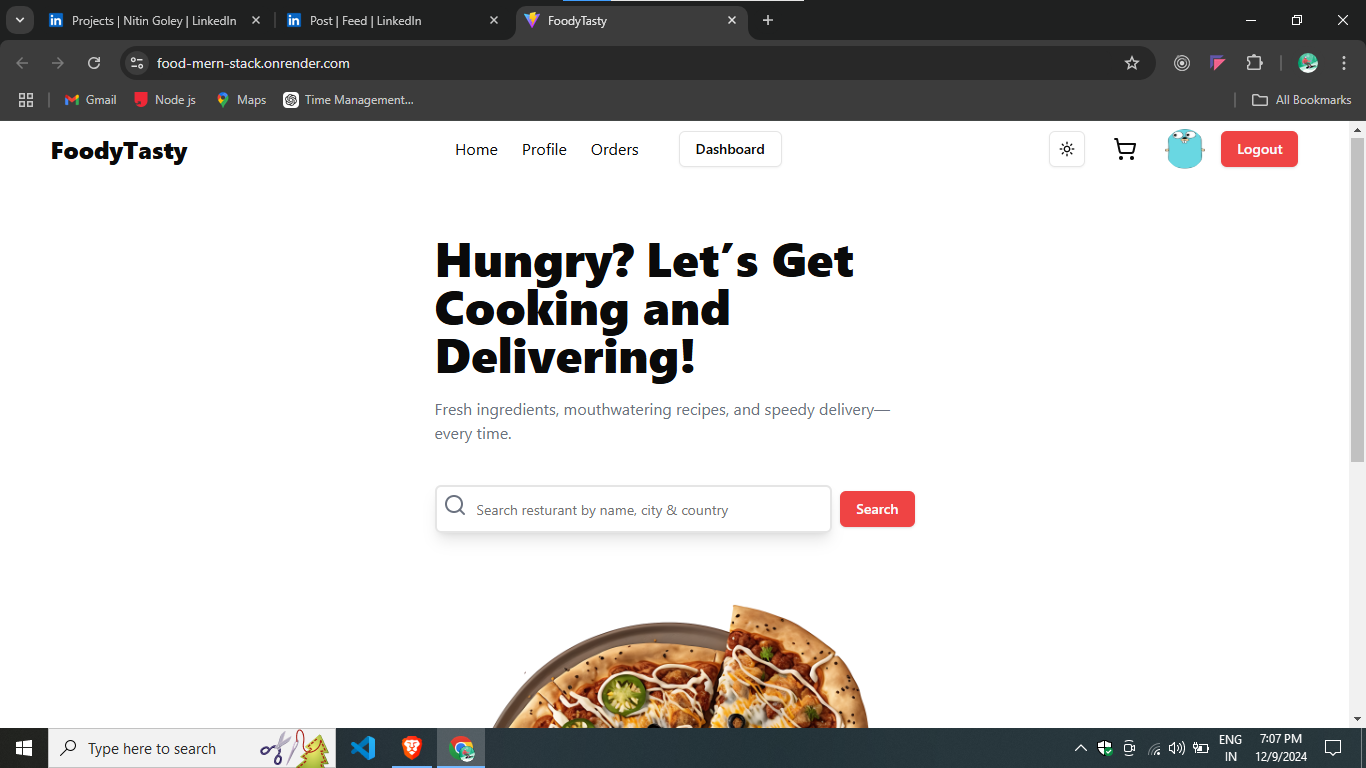 Projects | Nitin Goley | LinkedIn
Post | Feed | LinkedIn
FoodyTasty
food-mern-stack.onrender.com
Gmail
Node js
Maps
Time Management...
All Bookmarks
FoodyTasty
Home
Profile
Orders
Dashboard
Logout
Hungry? Let’s Get
Cooking and
Delivering!
Fresh ingredients, mouthwatering recipes, and speedy delivery—
every time.
Search resturant by name, city & country
Search
Type here to search
ENG
IN
7:07 PM
12/9/2024